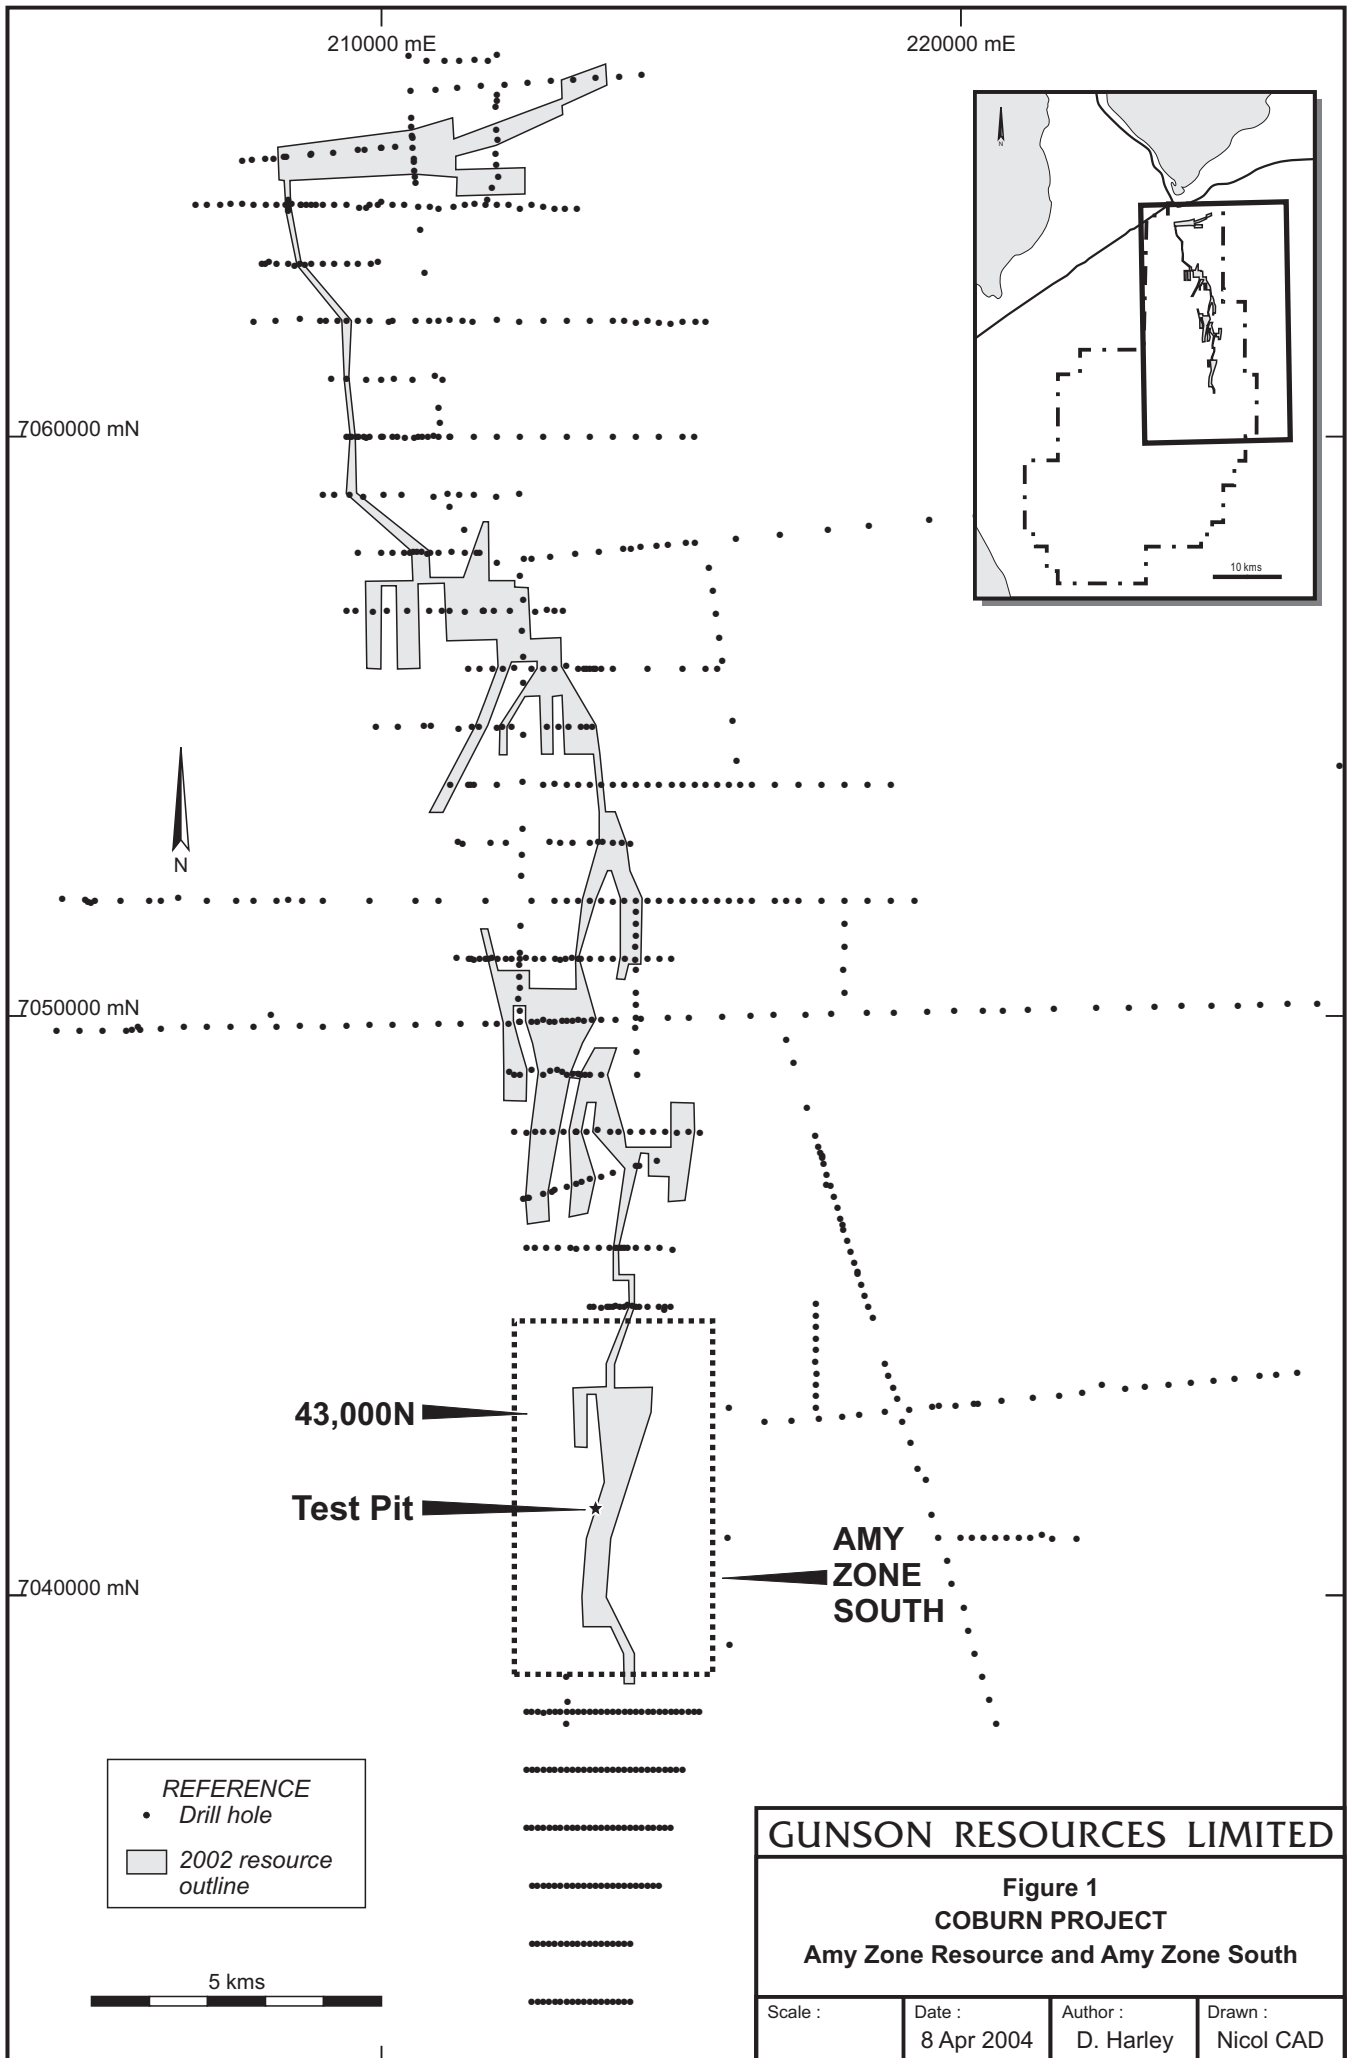 210000 mE
220000 mE
N
10 kms
7060000 mN
N
7050000 mN
43,000N
Test Pit
AMY
ZONE
SOUTH
7040000 mN
REFERENCE
Drill hole
2002 resource
outline
5 kms
GUNSON RESOURCES LIMITED
Figure 1
COBURN PROJECT
Amy Zone Resource and Amy Zone South
Scale :
Date :
8 Apr 2004
Author :
D. Harley
Drawn :
Nicol CAD